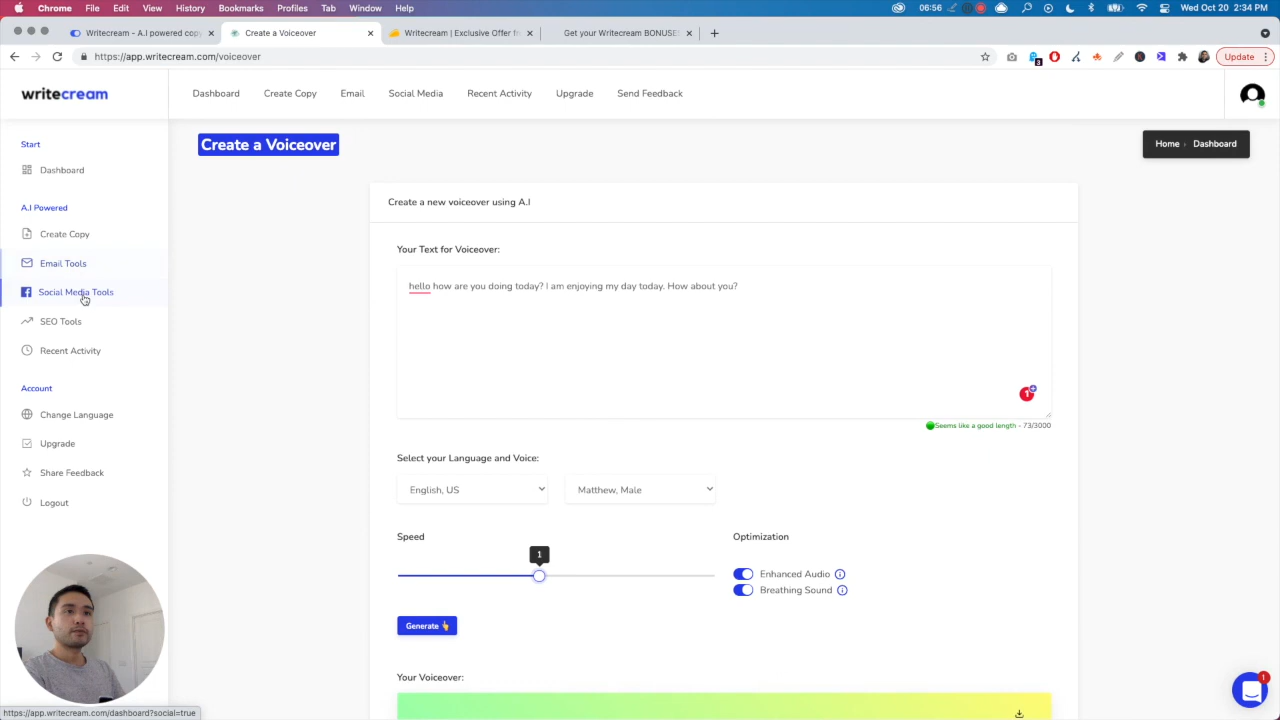 Chrome File Edit View History Bookmarks Profiles Tab Window Help
06:56
Wed Oct 20 2:34 PM
Writecream - A.I powered copy
Create a Voiceover
Writecream | Exclusive Offer fr
Get your Writecream BONUSES
https://app.writecream.com/voiceover
3
Update
writecream
Dashboard Create Copy Email Social Media Recent Activity Upgrade Send Feedback
Start
Dashboard
A.I Powered
Create Copy
Email Tools
Social Media Tools
SEO Tools
Recent Activity
Account
Change Language
Upgrade
Share Feedback
Logout
Create a Voiceover
Home › Dashboard
Create a new voiceover using A.I
Your Text for Voiceover:
hello how are you doing today? I am enjoying my day today. How about you?
1
Seems like a good length - 73/3000
Select your Language and Voice:
English, US
Matthew, Male
Speed
1
Optimization
Enhanced Audio
Breathing Sound
Generate
Your Voiceover:
1
https://app.writecream.com/dashboard?social=true